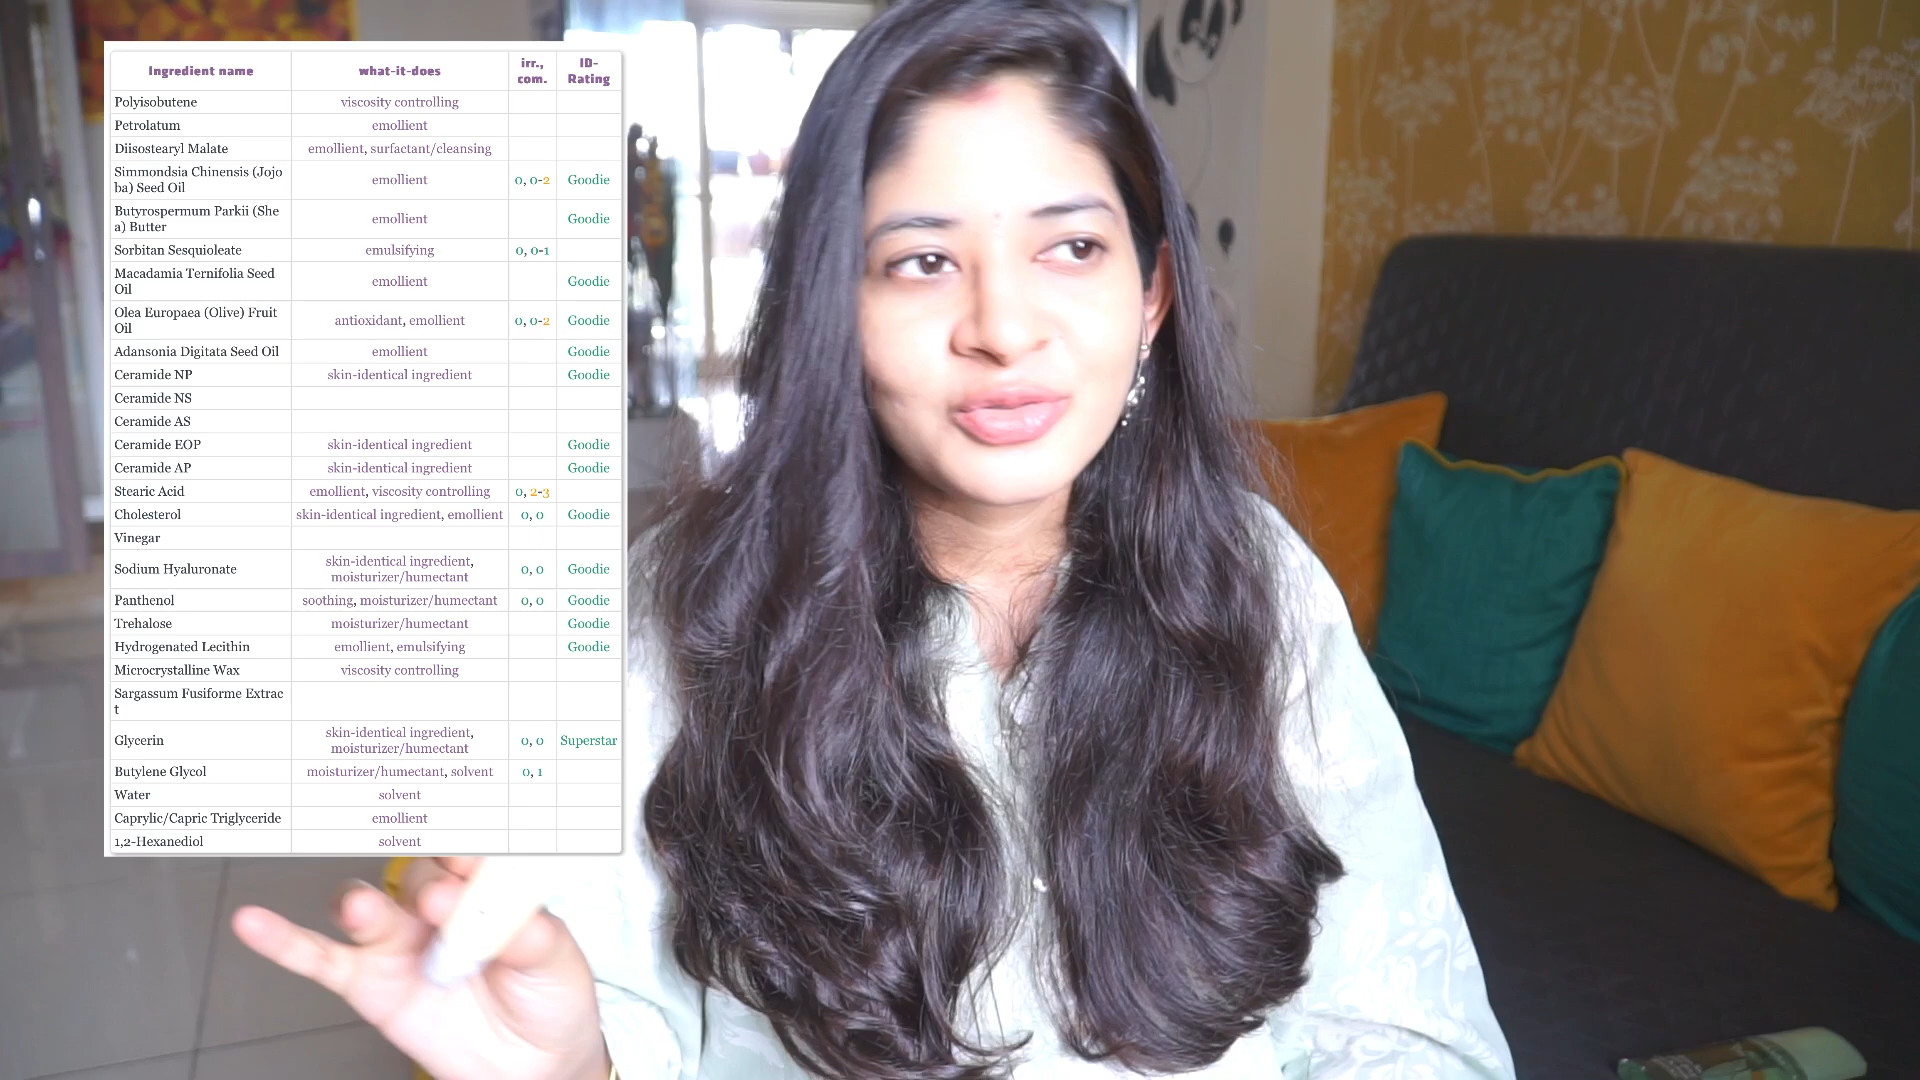 Ingredient name what-it-does irr., com. ID-Rating
Polyisobutene viscosity controlling
Petrolatum emollient
Diisostearyl Malate emollient, surfactant/cleansing
Simmondsia Chinensis (Jojo
ba) Seed Oil emollient 0, 0-2 Goodie
Butyrospermum Parkii (She
a) Butter emollient Goodie
Sorbitan Sesquioleate emulsifying 0, 0-1
Macadamia Ternifolia Seed
Oil emollient Goodie
Olea Europaea (Olive) Fruit
Oil antioxidant, emollient 0, 0-2 Goodie
Adansonia Digitata Seed Oil emollient Goodie
Ceramide NP skin-identical ingredient Goodie
Ceramide NS
Ceramide AS
Ceramide EOP skin-identical ingredient Goodie
Ceramide AP skin-identical ingredient Goodie
Stearic Acid emollient, viscosity controlling 0, 2-3
Cholesterol skin-identical ingredient, emollient 0, 0 Goodie
Vinegar
Sodium Hyaluronate skin-identical ingredient,
moisturizer/humectant 0, 0 Goodie
Panthenol soothing, moisturizer/humectant 0, 0 Goodie
Trehalose moisturizer/humectant Goodie
Hydrogenated Lecithin emollient, emulsifying Goodie
Microcrystalline Wax viscosity controlling
Sargassum Fusiforme Extrac
t
Glycerin skin-identical ingredient,
moisturizer/humectant 0, 0 Superstar
Butylene Glycol moisturizer/humectant, solvent 0, 1
Water solvent
Caprylic/Capric Triglyceride emollient
1,2-Hexanediol solvent